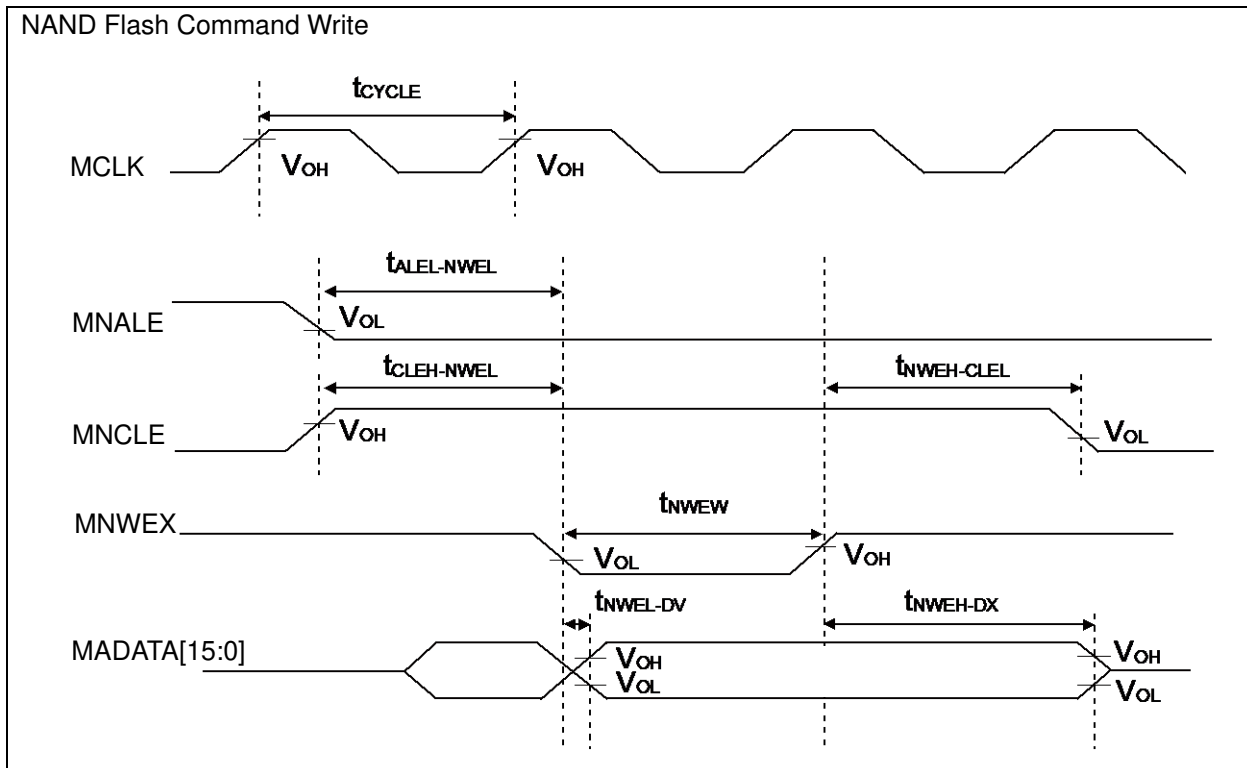 NAND Flash Command Write
tCYCLE
MCLK
VOH
VOH
tALEL-NWEL
MNALE
VOL
tCLEH-NWEL
tNWEH-CLEL
MNCLE
VOH
VOL
tNWEW
MNWEX
VOL
VOH
tNWEL-DV
tNWEH-DX
MADATA[15:0]
VOH
VOH
VOL
VOL